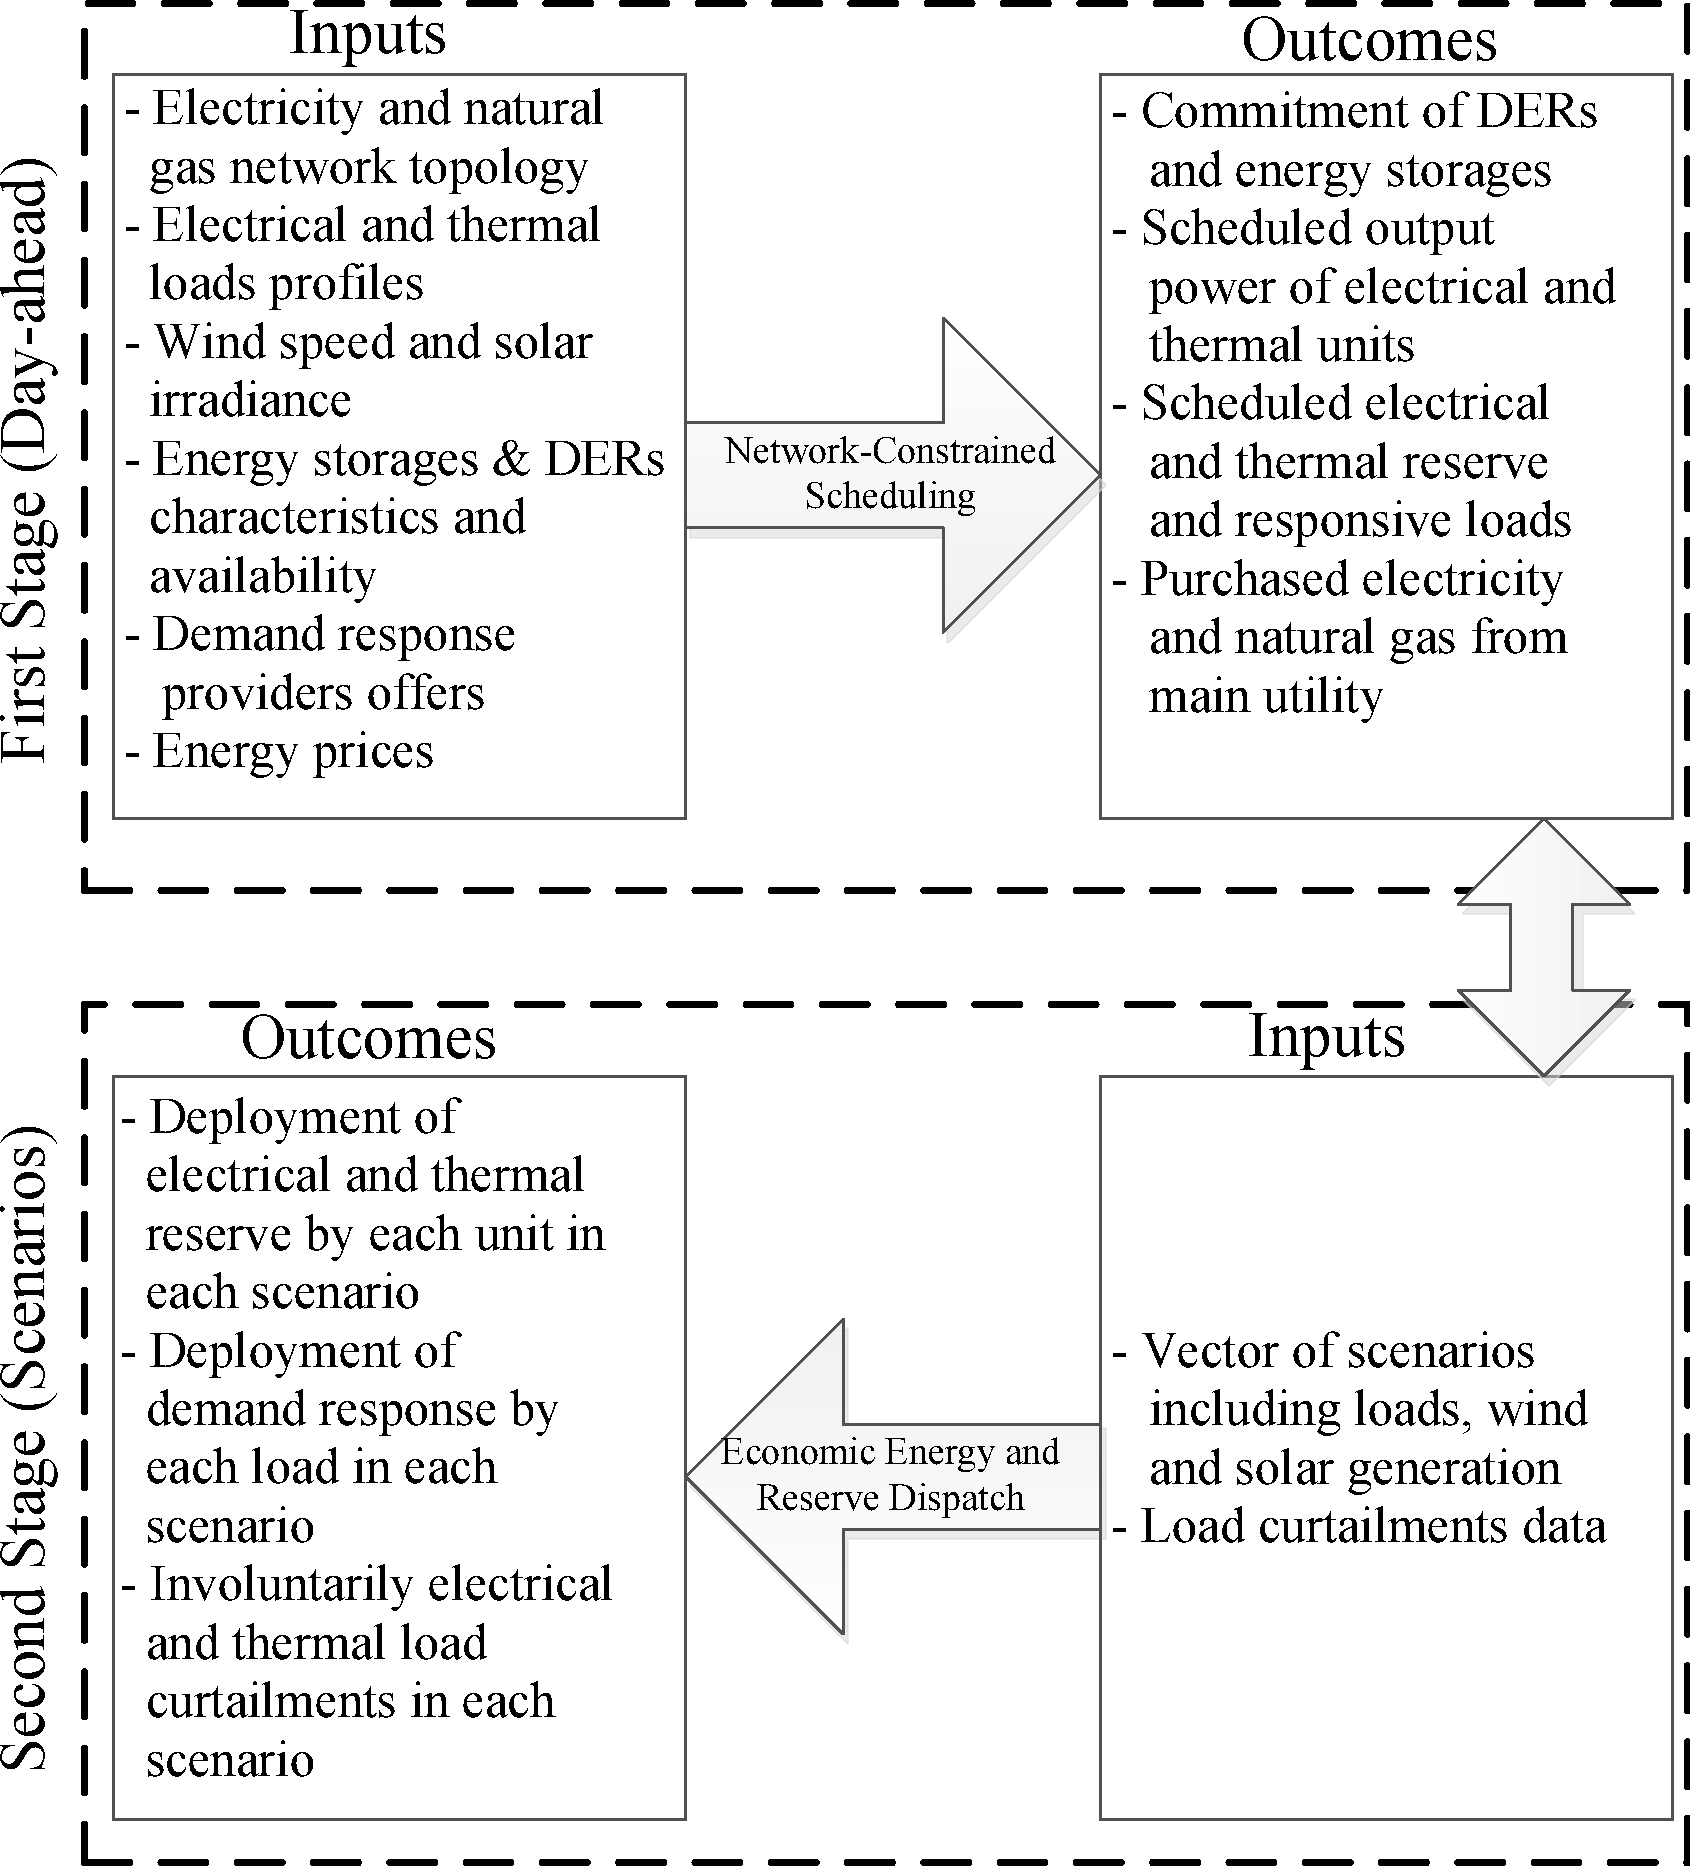 First Stage (Day-ahead)
Inputs
- Electricity and natural
gas network topology
- Electrical and thermal
loads profiles
- Wind speed and solar
irradiance
- Energy storages & DERs
characteristics and
availability
- Demand response
providers offers
- Energy prices
Network-Constrained
Scheduling
Outcomes
- Commitment of DERs
and energy storages
- Scheduled output
power of electrical and
thermal units
- Scheduled electrical
and thermal reserve
and responsive loads
- Purchased electricity
and natural gas from
main utility
Second Stage (Scenarios)
Outcomes
- Deployment of
electrical and thermal
reserve by each unit in
each scenario
- Deployment of
demand response by
each load in each
scenario
- Involuntarily electrical
and thermal load
curtailments in each
scenario
Economic Energy and
Reserve Dispatch
Inputs
- Vector of scenarios
including loads, wind
and solar generation
- Load curtailments data